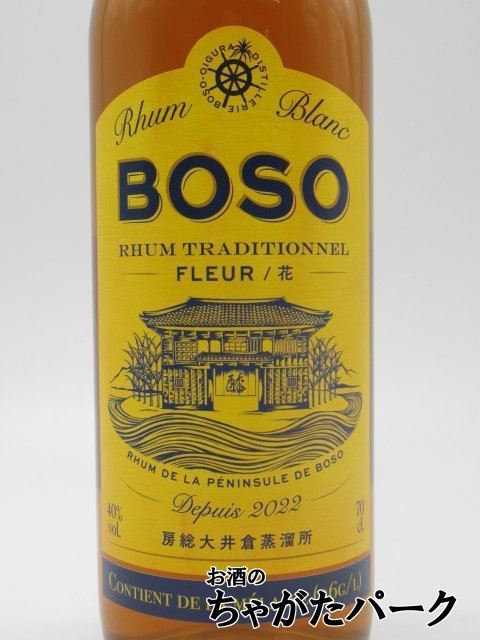 BOSO-OIGURA DISTILLERIE
Rhum Blanc
BOSO
RHUM TRADITIONNEL
FLEUR / 花
RHUM DE LA PÉNINSULE DE BOSO
Depuis 2022
40% vol.
70 cl.
房総大井倉蒸溜所
CONTIENT DE
お酒の
ちゃがたパーク